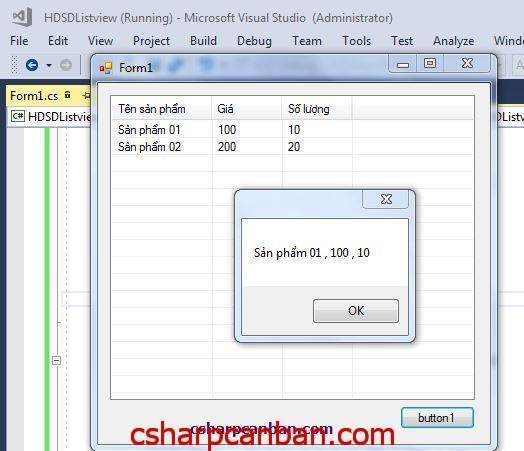 HDSDListview (Running) - Microsoft Visual Studio (Administrator)
File Edit View Project Build Debug Team Tools Test Analyze
Form1
Form1.cs
C# HDSDListvie
Tên sản phẩm Giá Số lượng
Sản phẩm 01 100 10
Sản phẩm 02 200 20
Sản phẩm 01 , 100 , 10
OK
button1
csharpcanban.com
csharpcanban.com